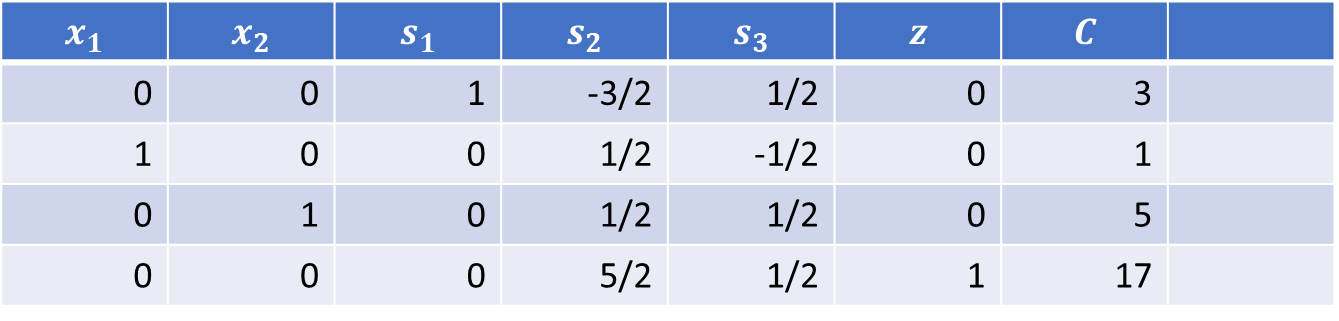 x₁ x₂ s₁ s₂ s₃ z C
0 0 1 -3/2 1/2 0 3
1 0 0 1/2 -1/2 0 1
0 1 0 1/2 1/2 0 5
0 0 0 5/2 1/2 1 17